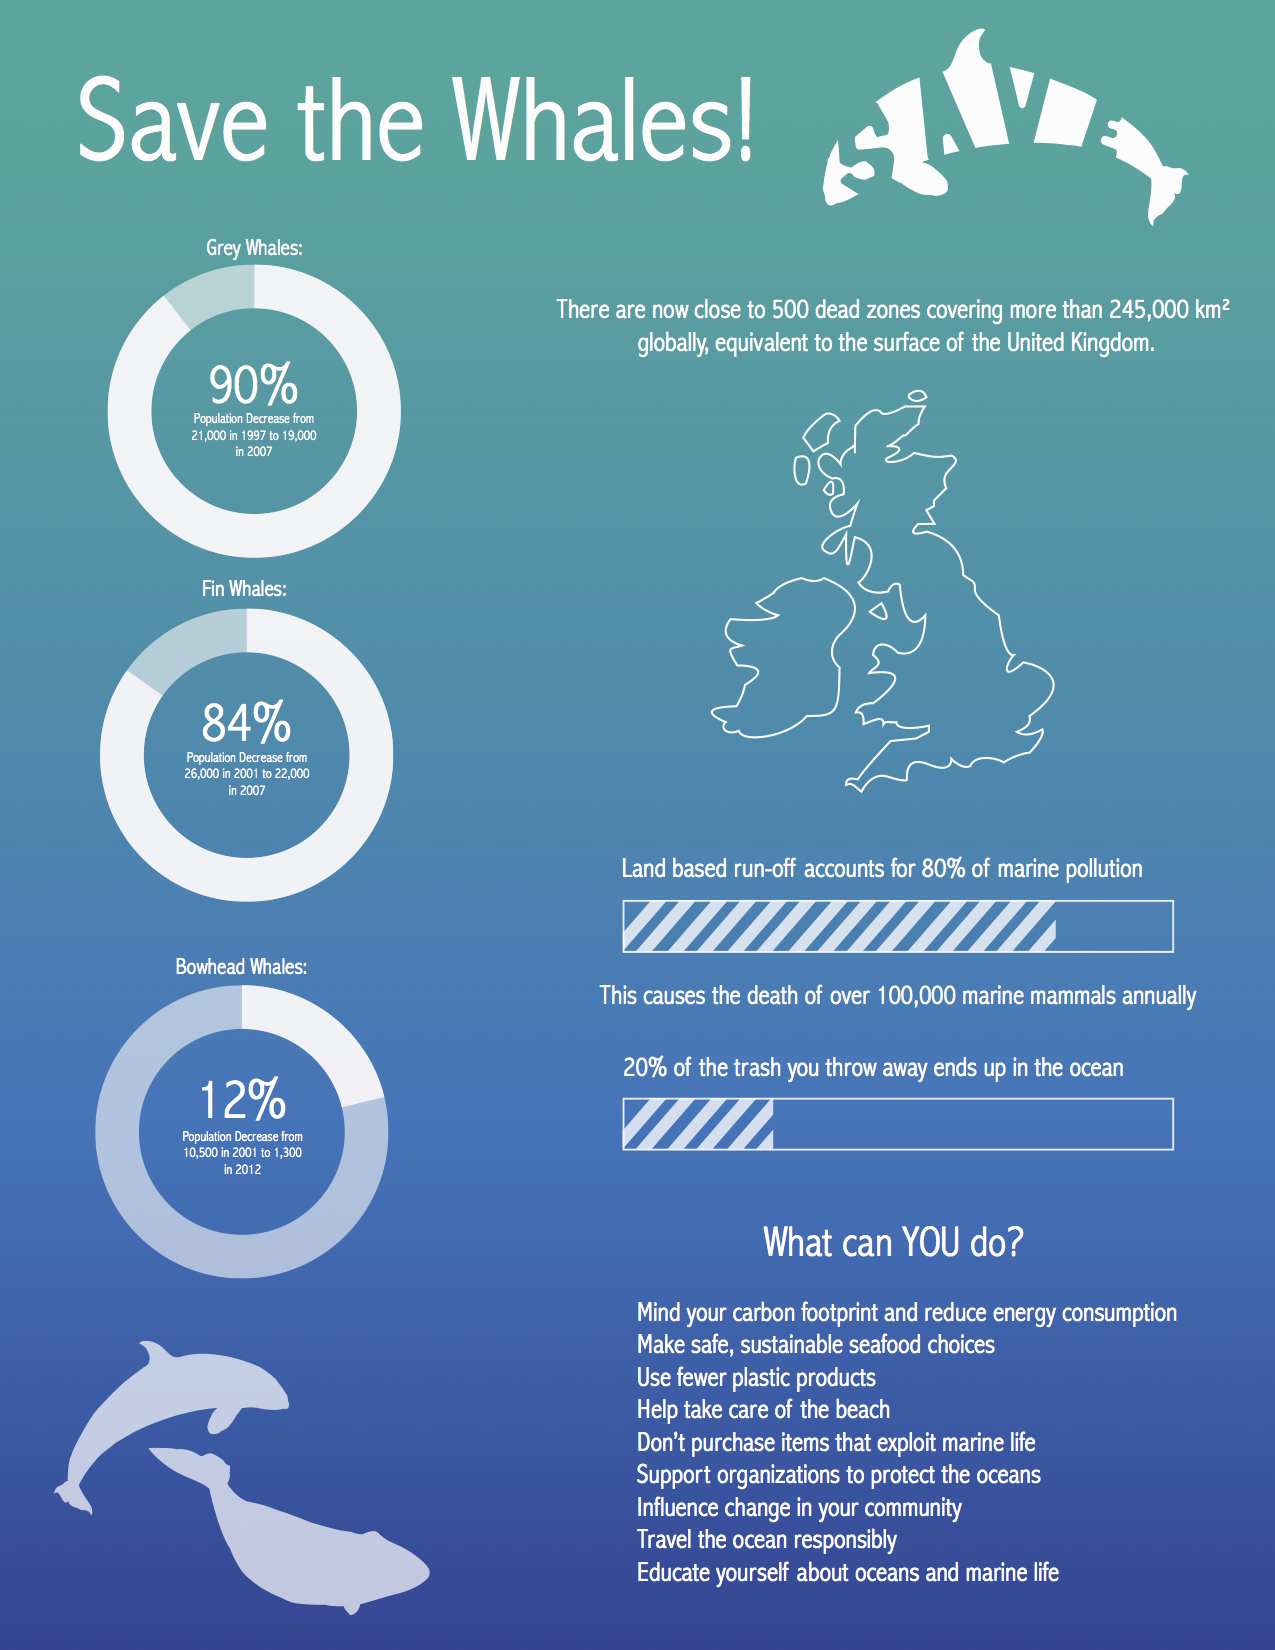 Save the Whales!
Grey Whales:
90%
Population Decrease from
21,000 in 1997 to 19,000
in 2007
Fin Whales:
84%
Population Decrease from
26,000 in 2001 to 22,000
in 2007
Bowhead Whales:
12%
Population Decrease from
10,500 in 2001 to 1,300
in 2012
There are now close to 500 dead zones covering more than 245,000 km²
globally, equivalent to the surface of the United Kingdom.
Land based run-off accounts for 80% of marine pollution
This causes the death of over 100,000 marine mammals annually
20% of the trash you throw away ends up in the ocean
What can YOU do?
Mind your carbon footprint and reduce energy consumption
Make safe, sustainable seafood choices
Use fewer plastic products
Help take care of the beach
Don't purchase items that exploit marine life
Support organizations to protect the oceans
Influence change in your community
Travel the ocean responsibly
Educate yourself about oceans and marine life